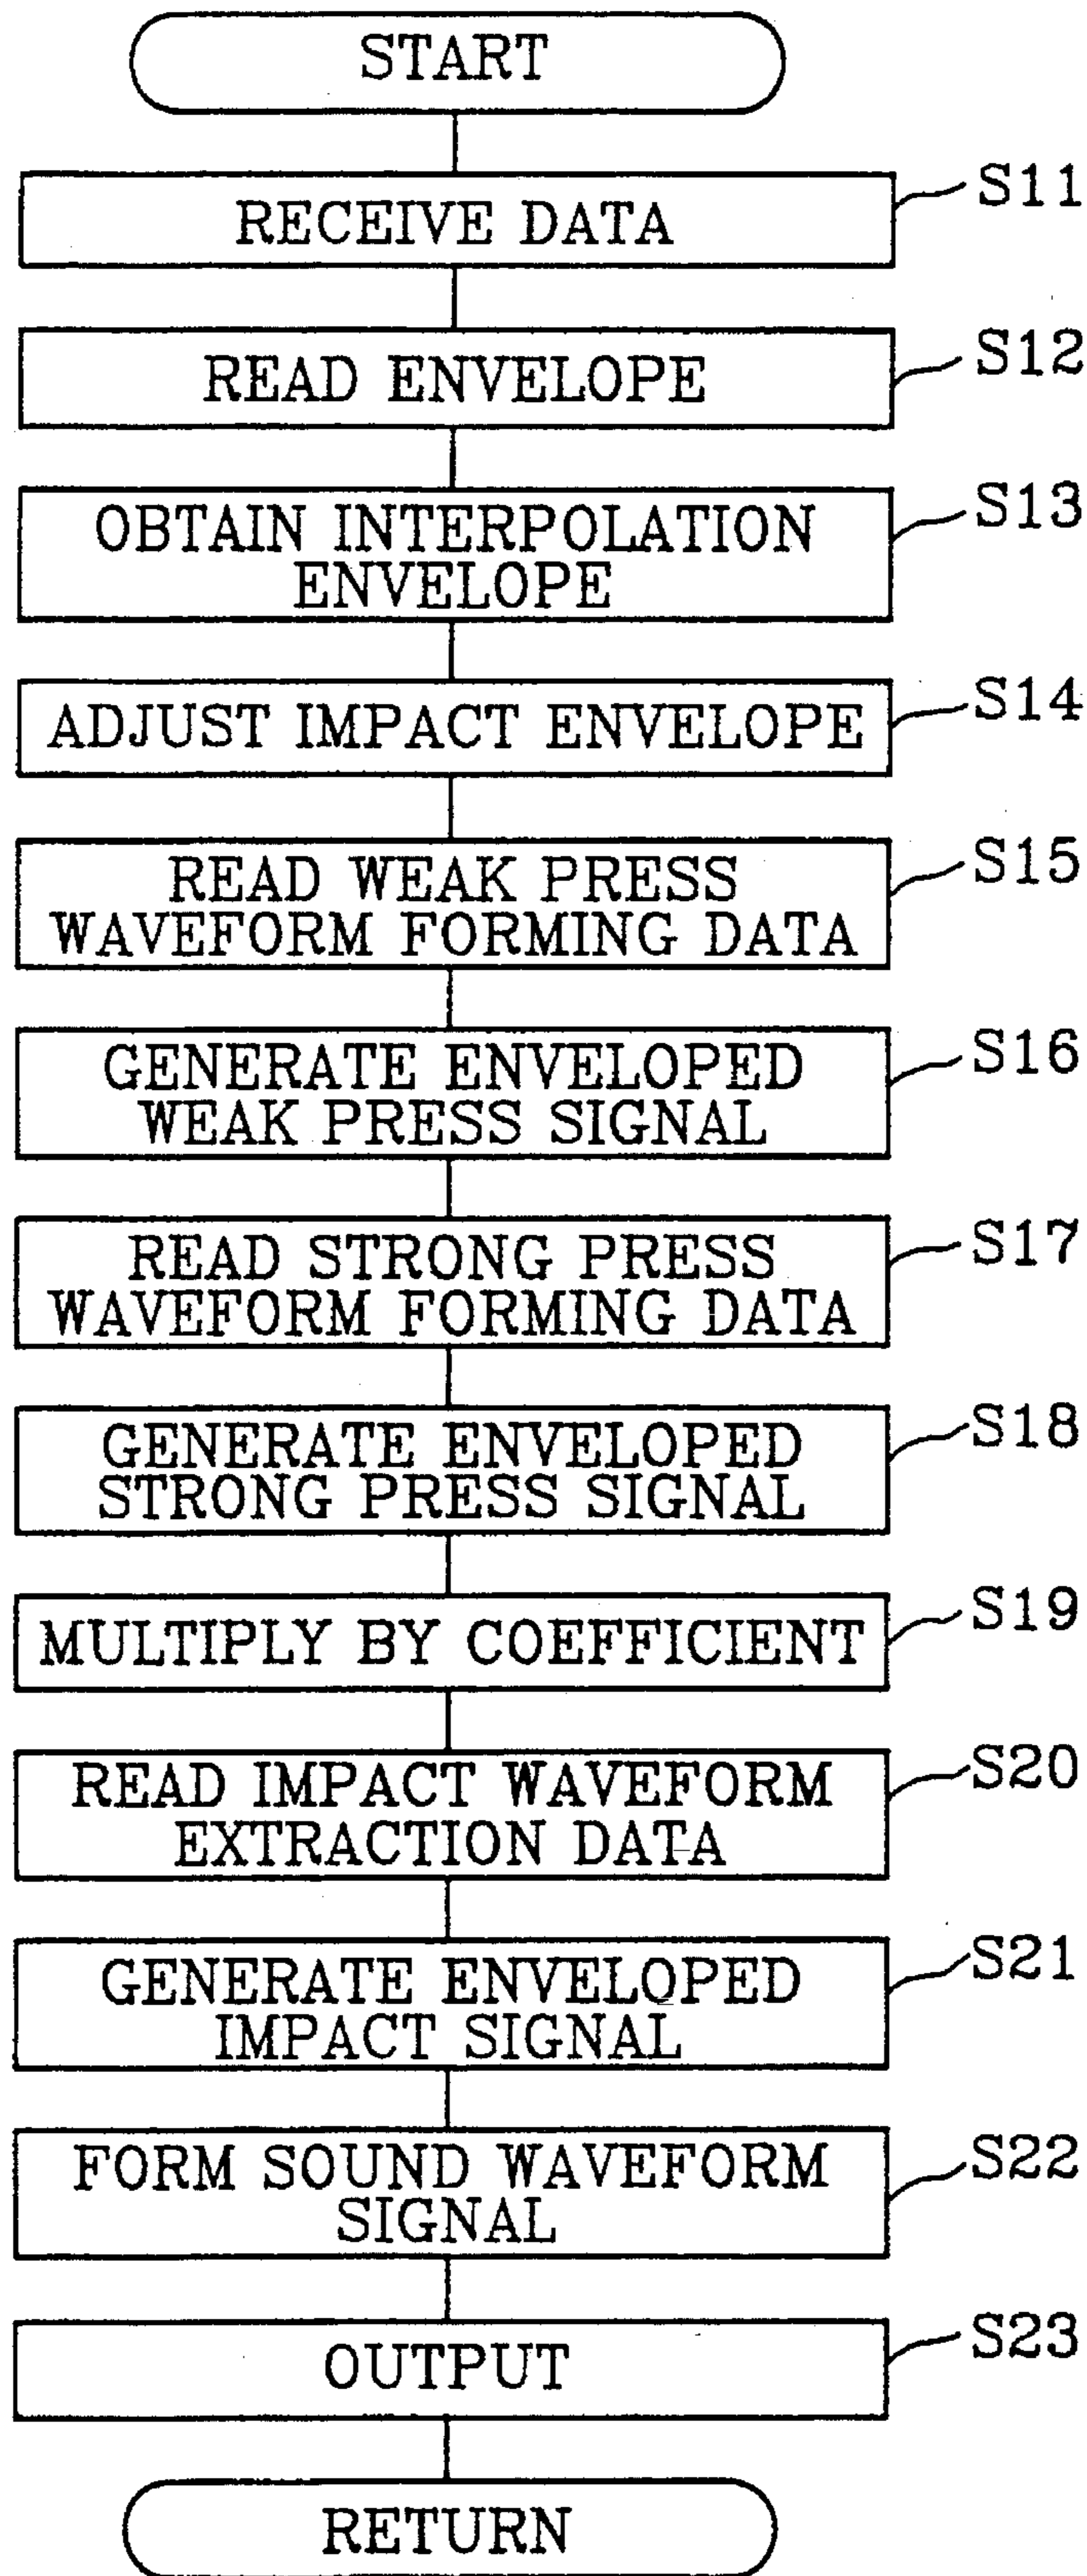 START
S11
RECEIVE DATA
S12
READ ENVELOPE
S13
OBTAIN INTERPOLATION
ENVELOPE
S14
ADJUST IMPACT ENVELOPE
S15
READ WEAK PRESS
WAVEFORM FORMING DATA
S16
GENERATE ENVELOPED
WEAK PRESS SIGNAL
S17
READ STRONG PRESS
WAVEFORM FORMING DATA
S18
GENERATE ENVELOPED
STRONG PRESS SIGNAL
S19
MULTIPLY BY COEFFICIENT
S20
READ IMPACT WAVEFORM
EXTRACTION DATA
S21
GENERATE ENVELOPED
IMPACT SIGNAL
S22
FORM SOUND WAVEFORM
SIGNAL
S23
OUTPUT
RETURN